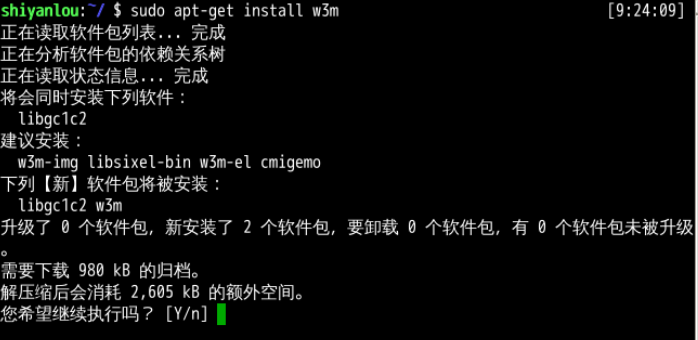 shiyanlou:~/ $ sudo apt-get install w3m [9:24:09]
正在读取软件包列表... 完成
正在分析软件包的依赖关系树
正在读取状态信息... 完成
将会同时安装下列软件：
libgc1c2
建议安装：
w3m-img libsixel-bin w3m-el cmigemo
下列【新】软件包将被安装：
libgc1c2 w3m
升级了 0 个软件包，新安装了 2 个软件包，要卸载 0 个软件包，有 0 个软件包未被升级
。
需要下载 980 kB 的归档。
解压缩后会消耗 2,605 kB 的额外空间。
您希望继续执行吗？ [Y/n]